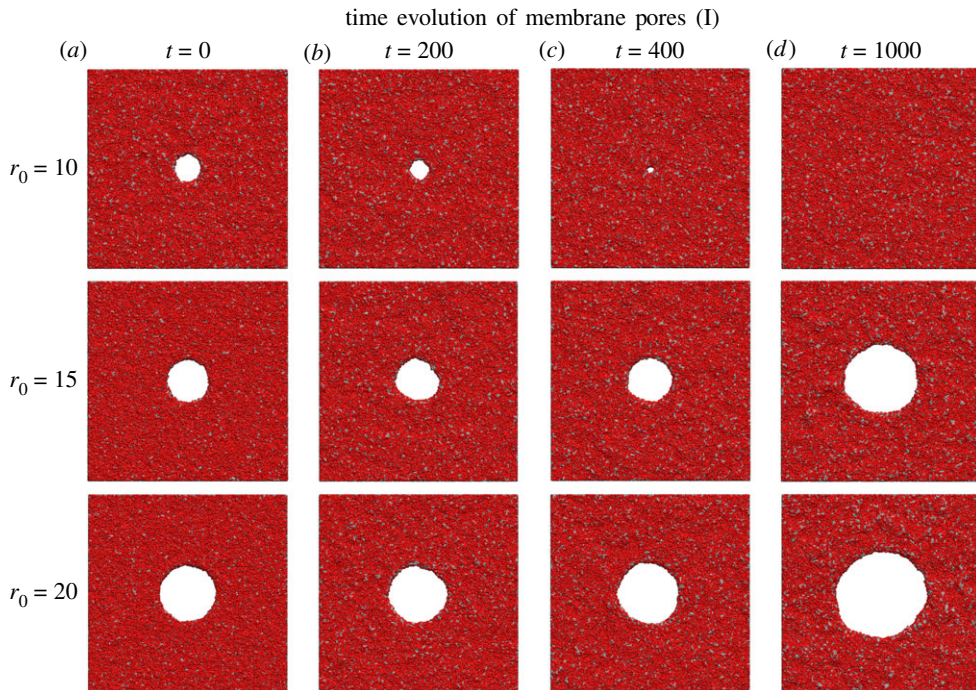 time evolution of membrane pores (I)
(a) t = 0 (b) t = 200 (c) t = 400 (d) t = 1000
r₀ = 10
r₀ = 15
r₀ = 20